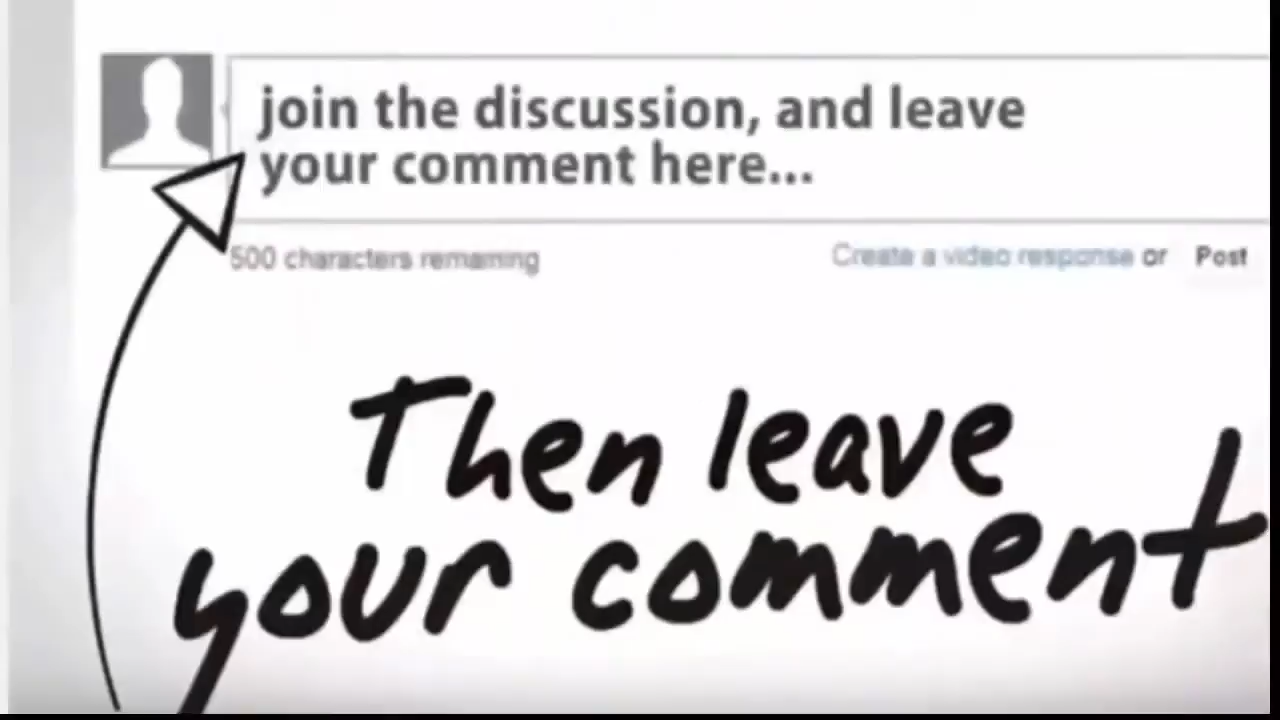 join the discussion, and leave
your comment here...
500 characters remaining
Create a video response or Post
Then leave
your comment